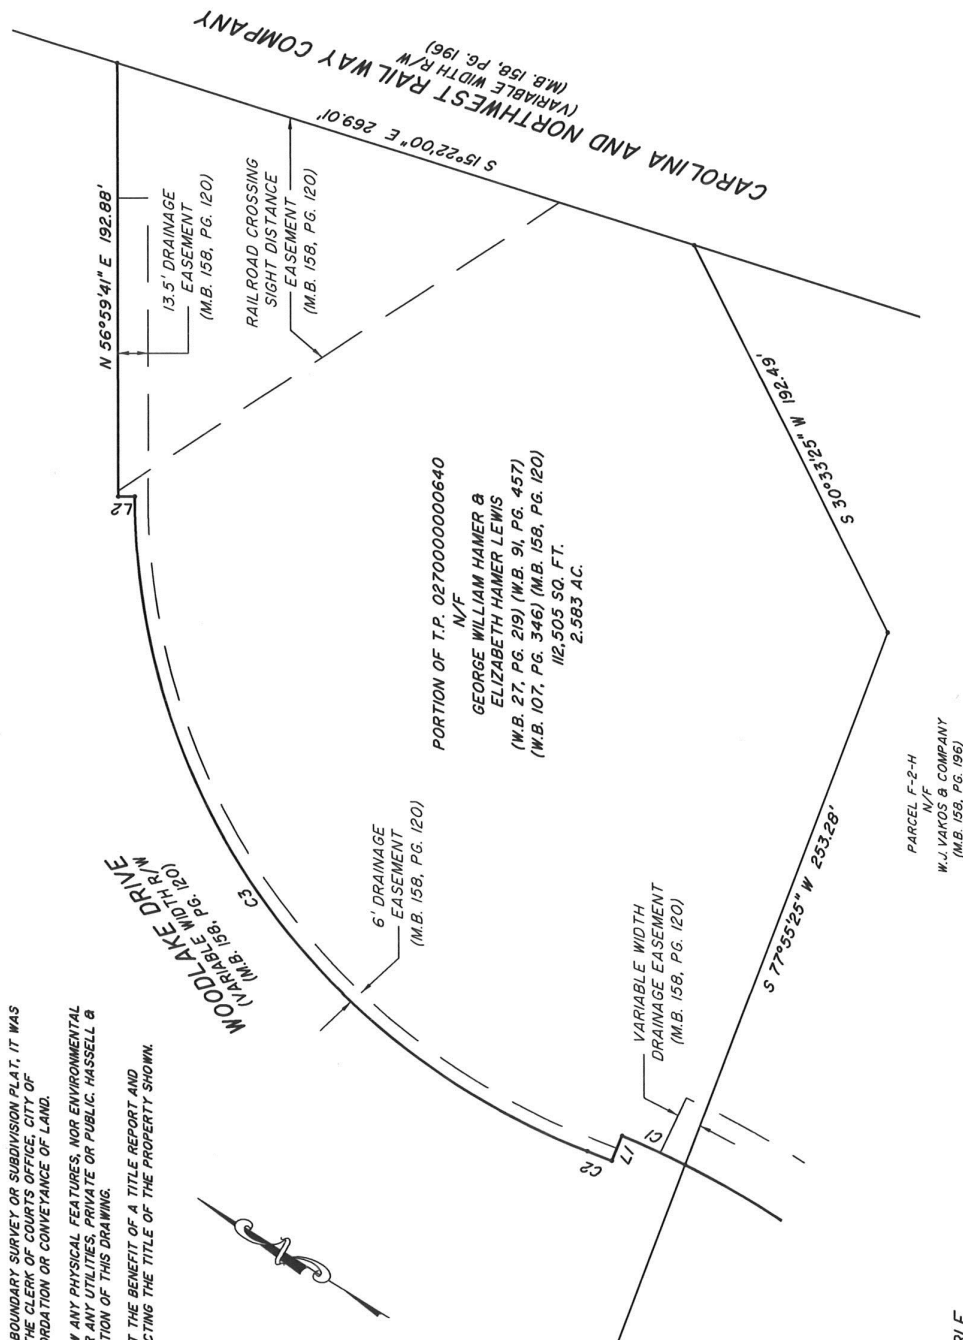 CAROLINA AND NORTHWEST RAILWAY COMPANY
(VARIABLE WIDTH R/W
(M.B. 158, PG. 196)
S 15°22'00" E 269.01'
N 56°59'41" E 192.88'
13.5' DRAINAGE
EASEMENT
(M.B. 158, PG. 120)
RAILROAD CROSSING
SIGHT DISTANCE
EASEMENT
(M.B. 158, PG. 120)
L2
S 30°33'25" W 192.49'
PORTION OF T.P. 02700000000640
N/F
GEORGE WILLIAM HAMER &
ELIZABETH HAMER LEWIS
(W.B. 27, PG. 219) (W.B. 91, PG. 457)
(W.B. 107, PG. 346) (M.B. 158, PG. 120)
112,505 SQ. FT.
2.583 AC.
WOODLAKE DRIVE
(VARIABLE WIDTH R/W
(M.B. 158, PG. 120)
C3
6' DRAINAGE
EASEMENT
(M.B. 158, PG. 120)
S 77°55'25" W 253.28'
PARCEL F-2-H
N/F
W.J. VAKOS & COMPANY
(M.B. 158, PG. 196)
VARIABLE WIDTH
DRAINAGE EASEMENT
(M.B. 158, PG. 120)
C2
L1
C1
N
BOUNDARY SURVEY OR SUBDIVISION PLAT, IT WAS
THE CLERK OF COURTS OFFICE, CITY OF
ORDATION OR CONVEYANCE OF LAND.
W ANY PHYSICAL FEATURES, NOR ENVIRONMENTAL
R ANY UTILITIES, PRIVATE OR PUBLIC. HASSELL &
TION OF THIS DRAWING.
T THE BENEFIT OF A TITLE REPORT AND
CTING THE TITLE OF THE PROPERTY SHOWN.